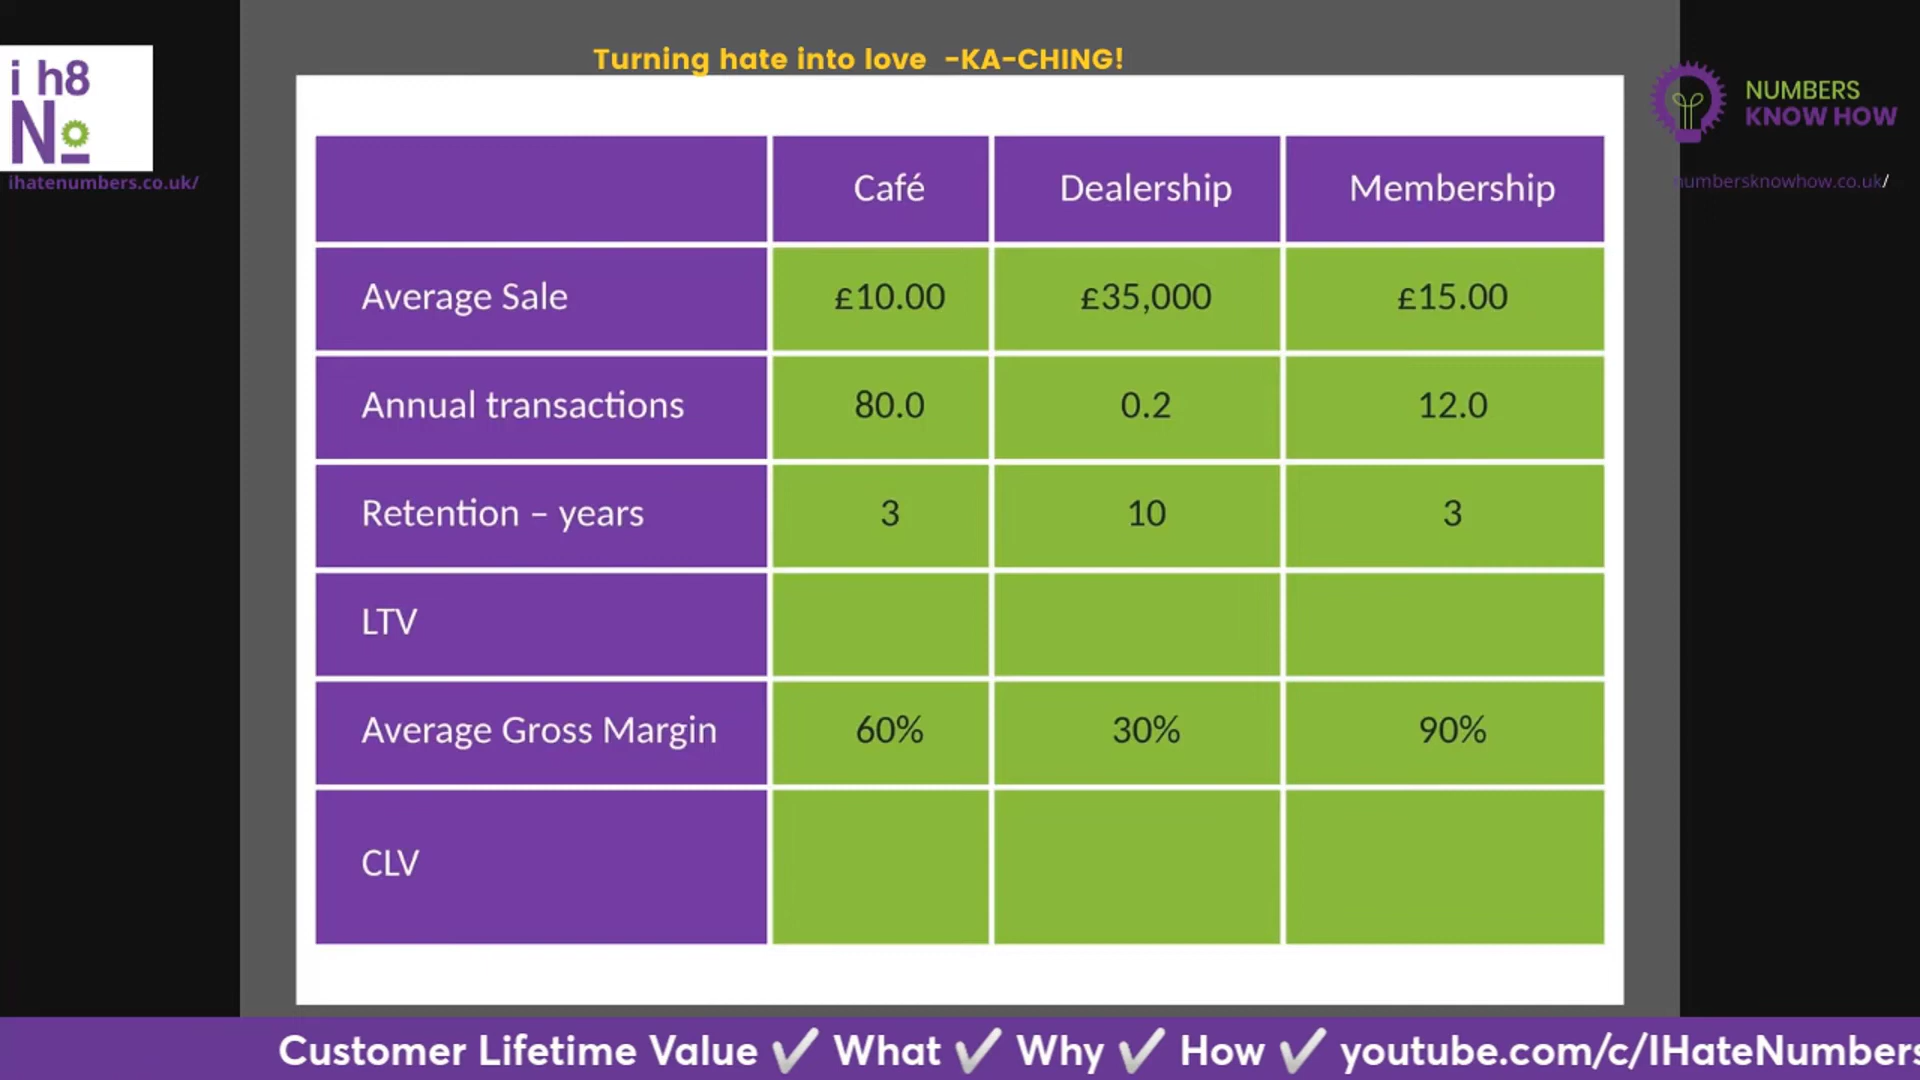 Turning hate into love -KA-CHING!
i h8
No
ihatenumbers.co.uk/
NUMBERS
KNOW HOW
numbersknowhow.co.uk/
Café Dealership Membership
Average Sale £10.00 £35,000 £15.00
Annual transactions 80.0 0.2 12.0
Retention – years 3 10 3
LTV
Average Gross Margin 60% 30% 90%
CLV
Customer Lifetime Value ✔ What ✔ Why ✔ How ✔ youtube.com/c/IHateNumbers